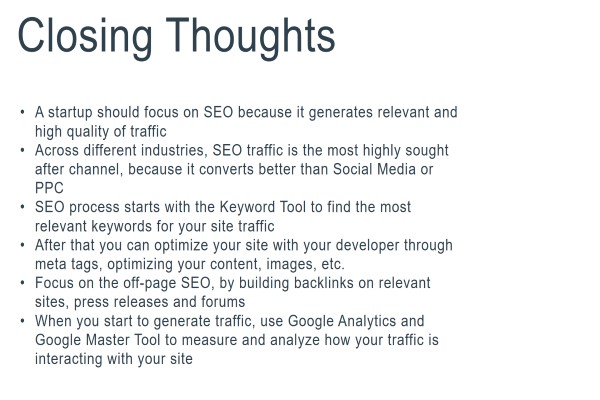 Closing Thoughts
• A startup should focus on SEO because it generates relevant and
high quality of traffic
• Across different industries, SEO traffic is the most highly sought
after channel, because it converts better than Social Media or
PPC
• SEO process starts with the Keyword Tool to find the most
relevant keywords for your site traffic
• After that you can optimize your site with your developer through
meta tags, optimizing your content, images, etc.
• Focus on the off-page SEO, by building backlinks on relevant
sites, press releases and forums
• When you start to generate traffic, use Google Analytics and
Google Master Tool to measure and analyze how your traffic is
interacting with your site